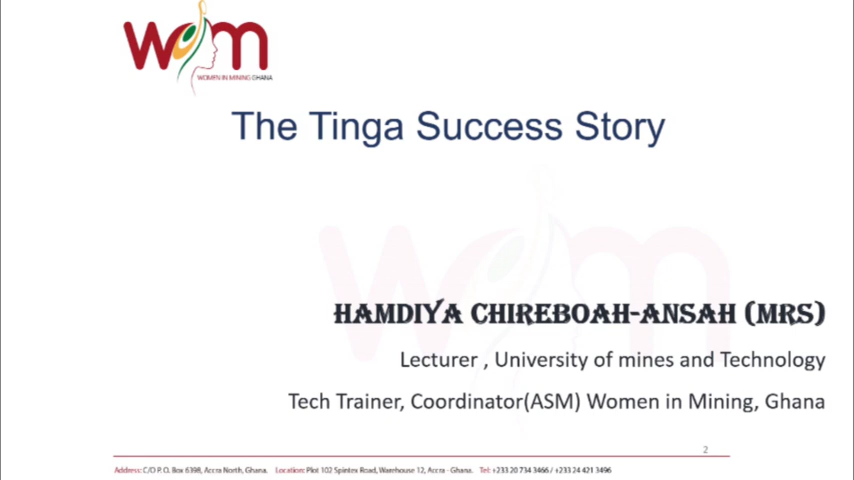 WOM
WOMEN IN MINING GHANA
The Tinga Success Story
HAMDIYA CHIREBOAH-ANSAH (MRS)
Lecturer , University of mines and Technology
Tech Trainer, Coordinator(ASM) Women in Mining, Ghana
2
Address: C/O P. O. Box 6398, Accra North, Ghana. Location: Plot 102 Spintex Road, Warehouse 12, Accra - Ghana. Tel: +233 20 734 3466 / +233 24 421 3496